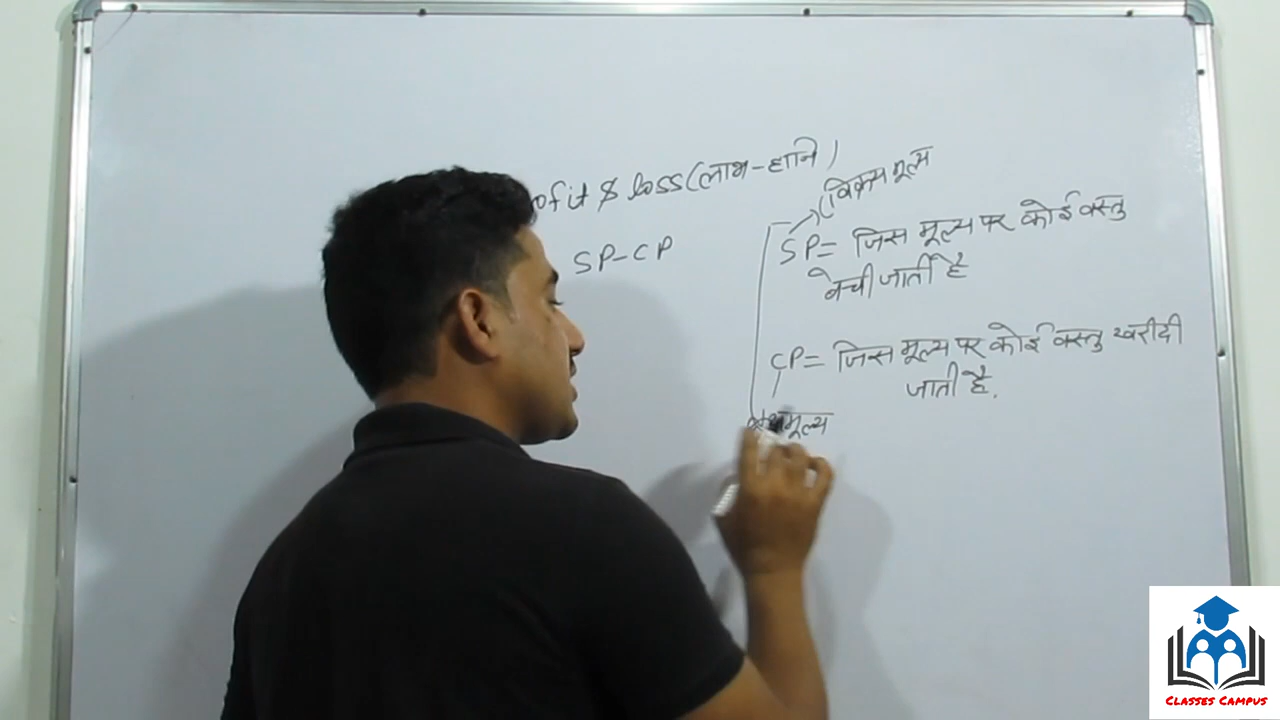 ofit & loss (लाभ-हानि)
SP-CP
(विक्रय मूल्य
SP= जिस मूल्य पर कोई वस्तु
बेची जाती है
CP= जिस मूल्य पर कोई वस्तु खरीदी
जाती है.
मूल्य
CLASSES CAMPUS